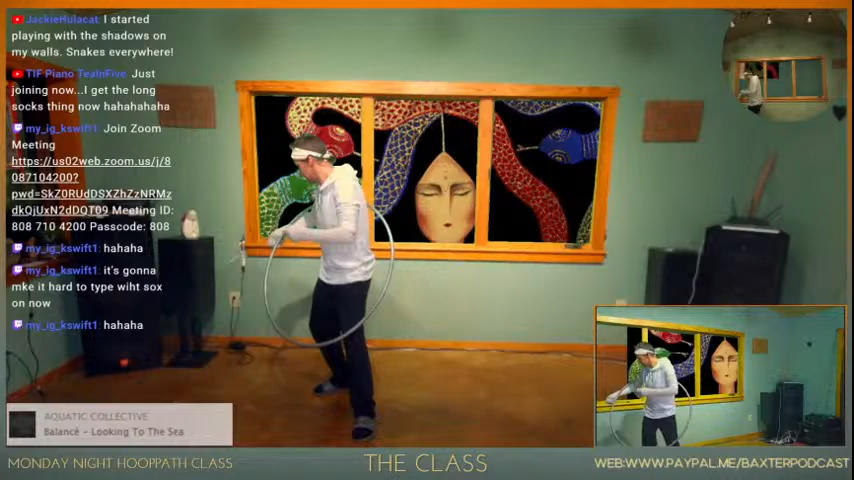 JackieHulacat: I started
playing with the shadows on
my walls. Snakes everywhere!
TIF Piano TeaInFive: Just
joining now...I get the long
socks thing now hahahahaha
my_ig_kswift1: Join Zoom
Meeting
https://us02web.zoom.us/j/8
087104200?
pwd=SkZ0RUdDSXZhZzNRMz
dkQjUxN2dDQT09 Meeting ID:
808 710 4200 Passcode: 808
my_ig_kswift1: hahaha
my_ig_kswift1: it's gonna
mke it hard to type wiht sox
on now
my_ig_kswift1: hahaha
AQUATIC COLLECTIVE
Balancé - Looking To The Sea
MONDAY NIGHT HOOPPATH CLASS
THE CLASS
WEB:WWW.PAYPAL.ME/BAXTERPODCAST